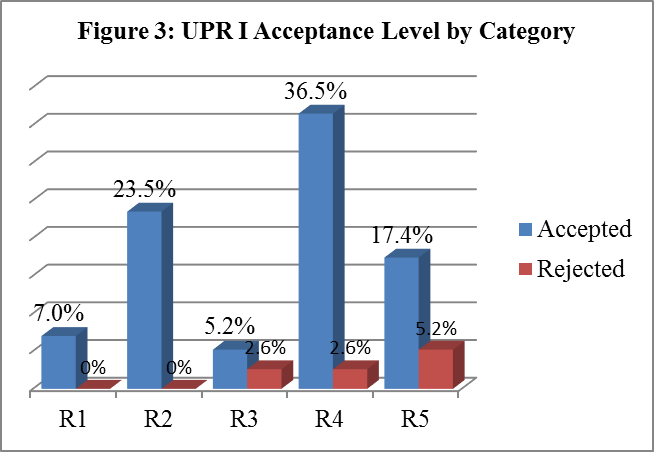 Figure 3: UPR I Acceptance Level by Category
36.5%
23.5%
17.4%
7.0%
5.2%
5.2%
0%
0%
2.6%
2.6%
Accepted
Rejected
R1 R2 R3 R4 R5